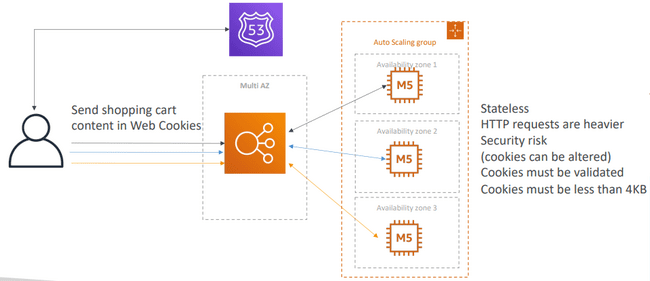 53
Auto Scaling group
Availability zone 1
M5
Multi AZ
Send shopping cart
content in Web Cookies
Availability zone 2
M5
Availability zone 3
M5
Stateless
HTTP requests are heavier
Security risk
(cookies can be altered)
Cookies must be validated
Cookies must be less than 4KB